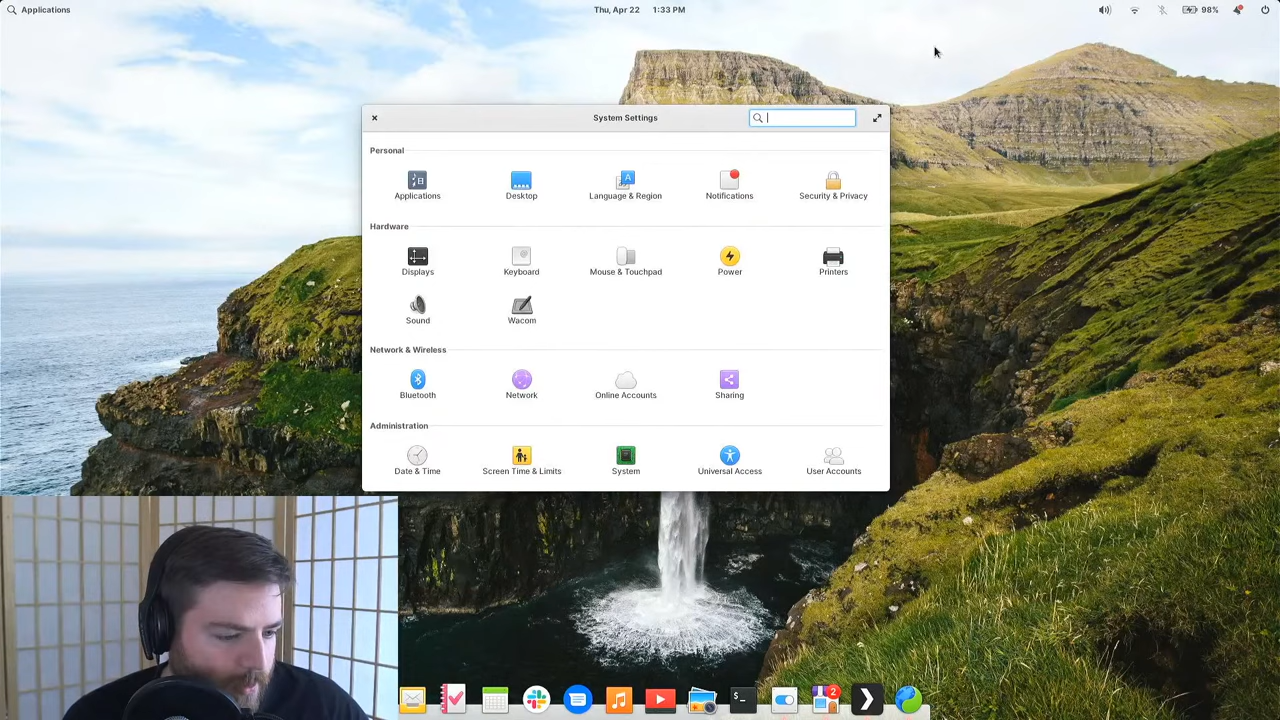 Applications
Thu, Apr 22 1:33 PM
98%
System Settings
Personal
Applications
Desktop
Language & Region
Notifications
Security & Privacy
Hardware
Displays
Keyboard
Mouse & Touchpad
Power
Printers
Sound
Wacom
Network & Wireless
Bluetooth
Network
Online Accounts
Sharing
Administration
Date & Time
Screen Time & Limits
System
Universal Access
User Accounts
2